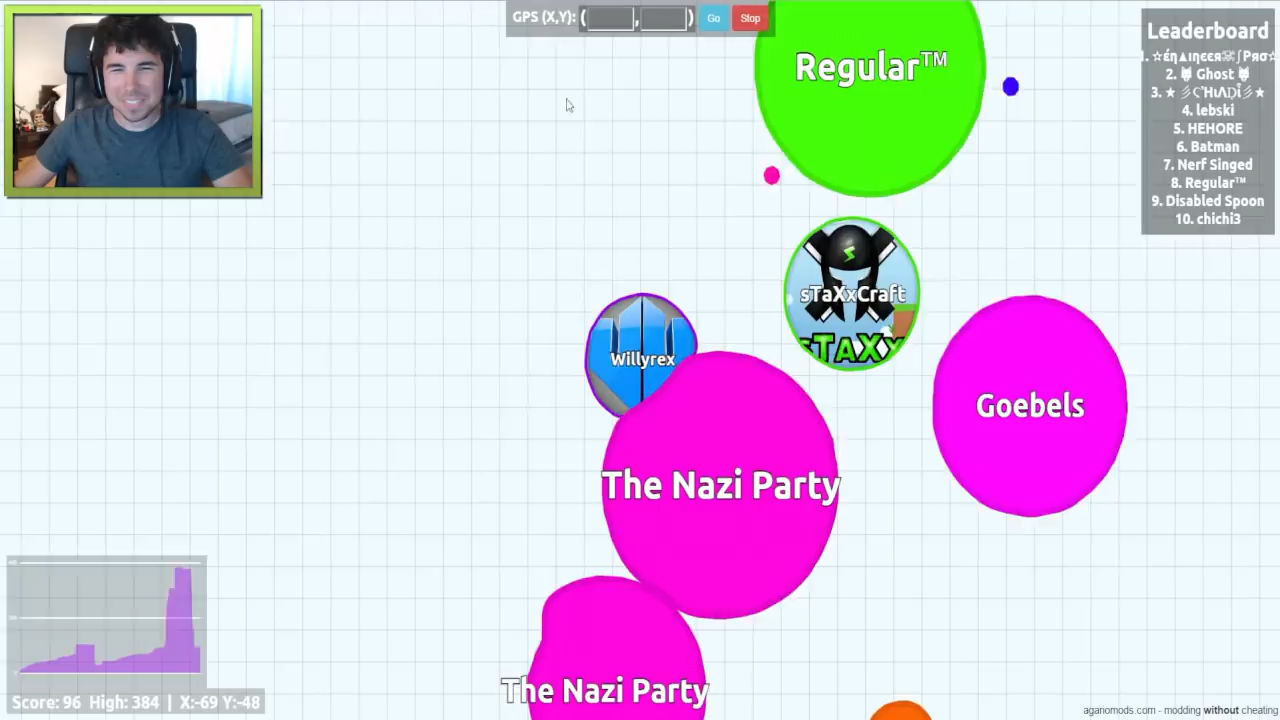 GPS (X,Y): ( , ) Go Stop
Leaderboard
2. Ghost
4. lebski
5. HEHORE
6. Batman
7. Nerf Singed
8. Regular™
9. Disabled Spoon
10. chichi3
Regular™
sTaXxCraft
sTAXx
Willyrex
Goebels
The Nazi Party
The Nazi Party
Score: 96 High: 384 | X:-69 Y:-48
agariomods.com - modding without cheating